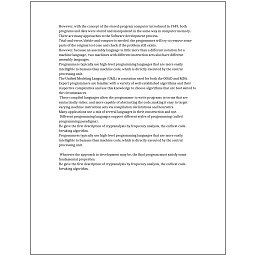 However, with the concept of the stored-program computer introduced in 1949, both
programs and data were stored and manipulated in the same way in computer memory.
There are many approaches to the Software development process.
Trial-and-error/divide-and-conquer is needed: the programmer will try to remove some
parts of the original test case and check if the problem still exists.
However, because an assembly language is little more than a different notation for a
machine language, two machines with different instruction sets also have different
assembly languages.
Programmers typically use high-level programming languages that are more easily
intelligible to humans than machine code, which is directly executed by the central
processing unit.
The Unified Modeling Language (UML) is a notation used for both the OOAD and MDA.
Expert programmers are familiar with a variety of well-established algorithms and their
respective complexities and use this knowledge to choose algorithms that are best suited to
the circumstances.
These compiled languages allow the programmer to write programs in terms that are
syntactically richer, and more capable of abstracting the code, making it easy to target
varying machine instruction sets via compilation declarations and heuristics.
Many applications use a mix of several languages in their construction and use.
Different programming languages support different styles of programming (called
programming paradigms).
He gave the first description of cryptanalysis by frequency analysis, the earliest code-
breaking algorithm.
Programmers typically use high-level programming languages that are more easily
intelligible to humans than machine code, which is directly executed by the central
processing unit.
Whatever the approach to development may be, the final program must satisfy some
fundamental properties.
He gave the first description of cryptanalysis by frequency analysis, the earliest code-
breaking algorithm.